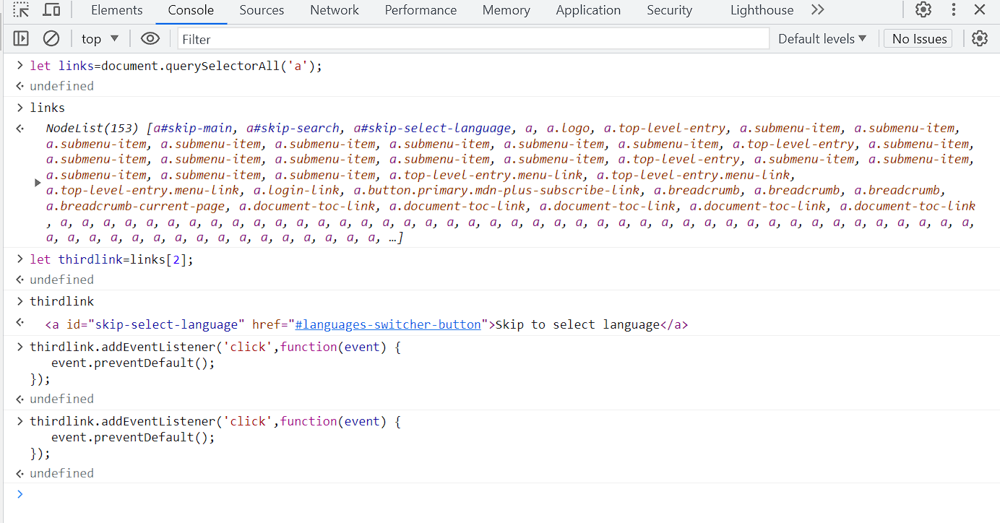 Elements Console Sources Network Performance Memory Application Security Lighthouse
top Filter Default levels No Issues
let links=document.querySelectorAll('a');
undefined
links
NodeList(153) [a#skip-main, a#skip-search, a#skip-select-language, a, a.logo, a.top-level-entry, a.submenu-item, a.submenu-item,
a.submenu-item, a.submenu-item, a.submenu-item, a.submenu-item, a.submenu-item, a.submenu-item, a.top-level-entry, a.submenu-item,
a.submenu-item, a.submenu-item, a.submenu-item, a.submenu-item, a.submenu-item, a.top-level-entry, a.submenu-item, a.submenu-item,
a.submenu-item, a.submenu-item, a.submenu-item, a.top-level-entry.menu-link, a.top-level-entry.menu-link,
a.top-level-entry.menu-link, a.login-link, a.button.primary.mdn-plus-subscribe-link, a.breadcrumb, a.breadcrumb, a.breadcrumb,
a.breadcrumb-current-page, a.document-toc-link, a.document-toc-link, a.document-toc-link, a.document-toc-link, a.document-toc-link
, a, a, a, a, a, a, a, a, a, a, a, a, a, a, a, a, a, a, a, a, a, a, a, a, a, a, a, a, a, a, a, a, a, a, a, a, a, a, a, a, a, a, a,
a, a, a, a, a, a, a, a, a, a, a, a, a, a, a, a, …]
let thirdlink=links[2];
undefined
thirdlink
<a id="skip-select-language" href="#languages-switcher-button">Skip to select language</a>
thirdlink.addEventListener('click',function(event) {
event.preventDefault();
});
undefined
thirdlink.addEventListener('click',function(event) {
event.preventDefault();
});
undefined